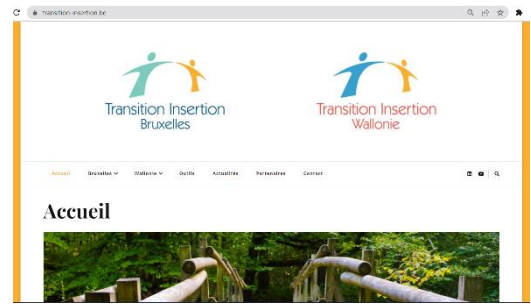 transition-insertion.be
Transition Insertion
Bruxelles
Transition Insertion
Wallonie
Accueil Bruxelles Wallonie Outils Actualités Partenaires Contact
Accueil